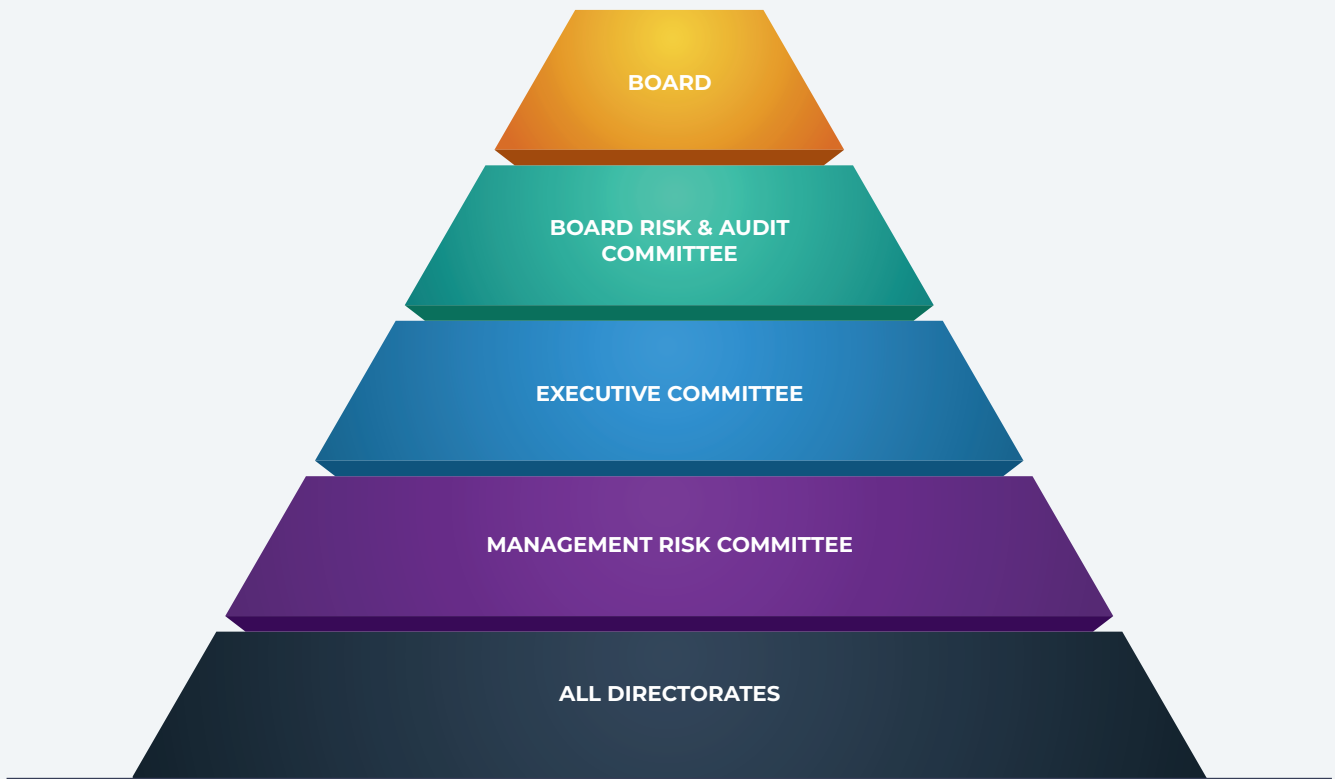 BOARD
BOARD RISK & AUDIT
COMMITTEE
EXECUTIVE COMMITTEE
MANAGEMENT RISK COMMITTEE
ALL DIRECTORATES